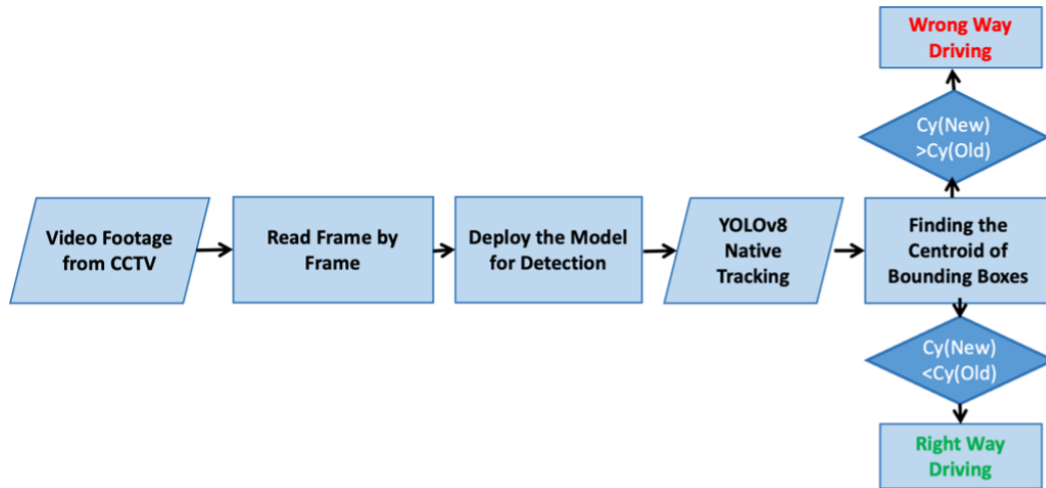 Wrong Way
Driving
Cy(New)
>Cy(Old)
Video Footage
from CCTV
Read Frame by
Frame
Deploy the Model
for Detection
YOLOv8
Native
Tracking
Finding the
Centroid of
Bounding Boxes
Cy(New)
<Cy(Old)
Right Way
Driving